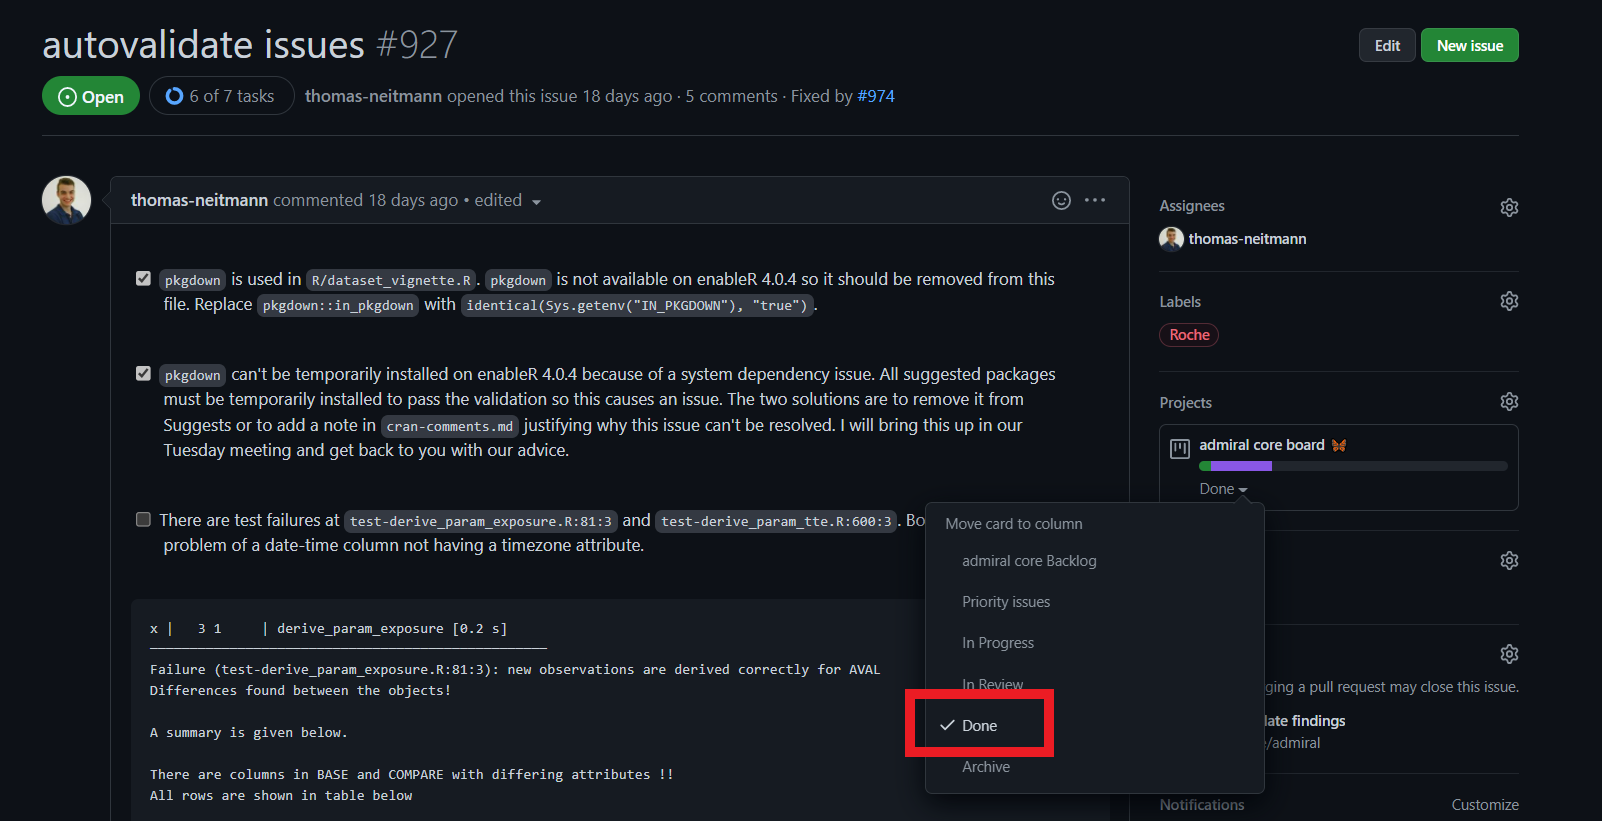 autovalidate issues #927
Edit
New issue
Open
6 of 7 tasks
thomas-neitmann opened this issue 18 days ago · 5 comments · Fixed by #974
thomas-neitmann commented 18 days ago • edited
pkgdown is used in R/dataset_vignette.R. pkgdown is not available on enableR 4.0.4 so it should be removed from this
file. Replace pkgdown::in_pkgdown with identical(Sys.getenv("IN_PKGDOWN"), "true").
pkgdown can't be temporarily installed on enableR 4.0.4 because of a system dependency issue. All suggested packages
must be temporarily installed to pass the validation so this causes an issue. The two solutions are to remove it from
Suggests or to add a note in cran-comments.md justifying why this issue can't be resolved. I will bring this up in our
Tuesday meeting and get back to you with our advice.
There are test failures at test-derive_param_exposure.R:81:3 and test-derive_param_tte.R:600:3. Bo
problem of a date-time column not having a timezone attribute.
x | 3 1 | derive_param_exposure [0.2 s]
Failure (test-derive_param_exposure.R:81:3): new observations are derived correctly for AVAL
Differences found between the objects!
A summary is given below.
There are columns in BASE and COMPARE with differing attributes !!
All rows are shown in table below
Assignees
thomas-neitmann
Labels
Roche
Projects
admiral core board
Done
Move card to column
admiral core Backlog
Priority issues
In Progress
In Review
Done
Archive
ging a pull request may close this issue.
late findings
/admiral
Notifications
Customize